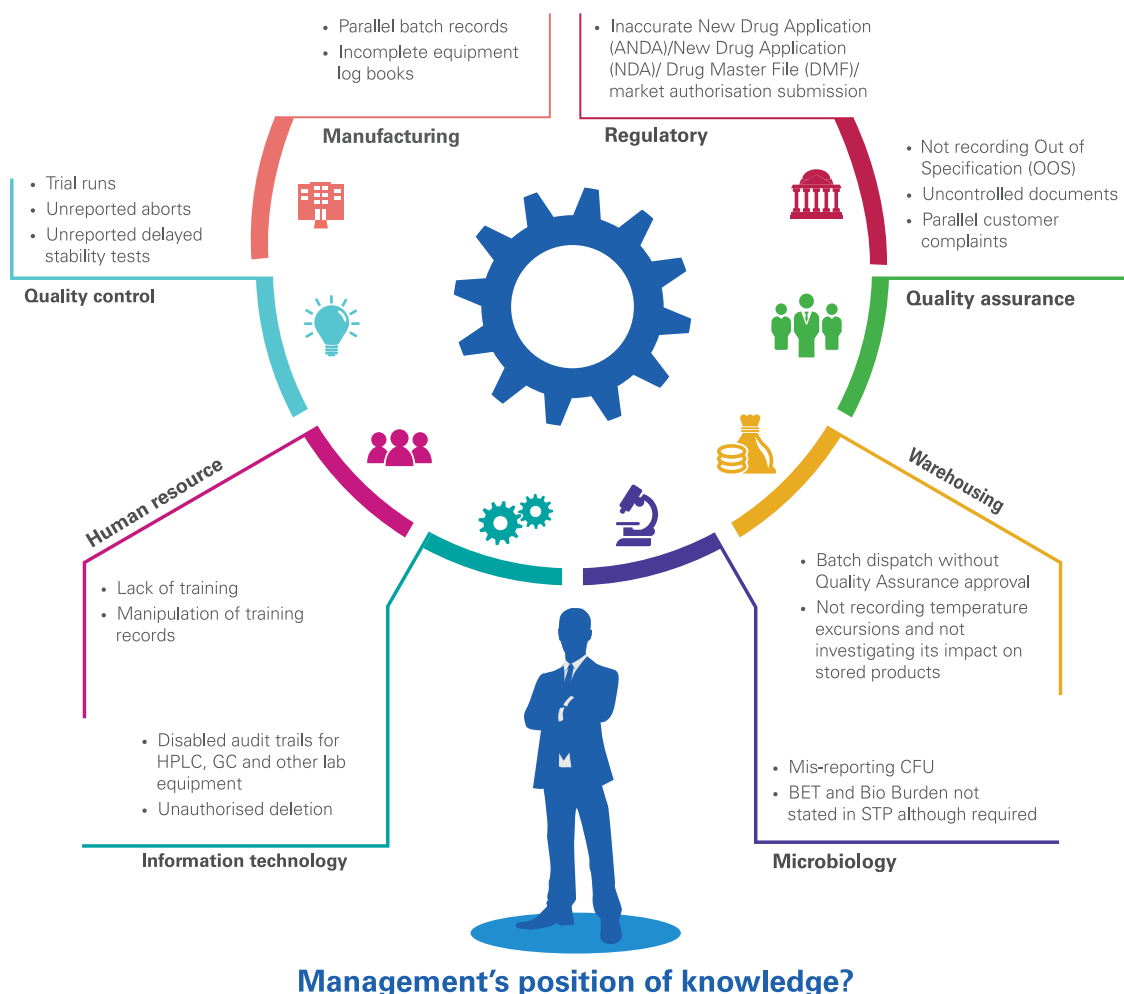 • Parallel batch records
• Incomplete equipment
log books
Manufacturing
• Inaccurate New Drug Application
(ANDA)/New Drug Application
(NDA)/ Drug Master File (DMF)/
market authorisation submission
Regulatory
• Trial runs
• Unreported aborts
• Unreported delayed
stability tests
Quality control
• Not recording Out of
Specification (OOS)
• Uncontrolled documents
• Parallel customer
complaints
Quality assurance
Human resource
• Lack of training
• Manipulation of training
records
Warehousing
• Batch dispatch without
Quality Assurance approval
• Not recording temperature
excursions and not
investigating its impact on
stored products
• Disabled audit trails for
HPLC, GC and other lab
equipment
• Unauthorised deletion
Information technology
• Mis-reporting CFU
• BET and Bio Burden not
stated in STP although required
Microbiology
Management’s position of knowledge?